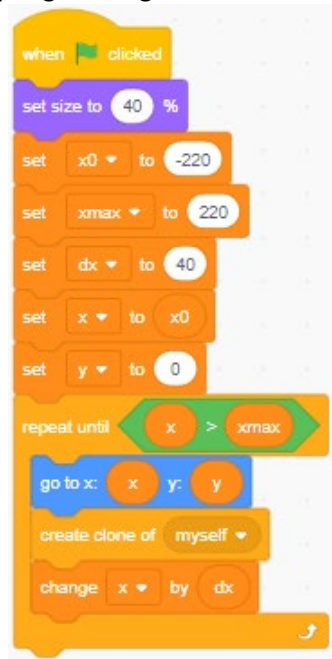 when clicked
set size to 40 %
set x0 to -220
set xmax to 220
set dx to 40
set x to x0
set y to 0
repeat until x > xmax
go to x: x y: y
create clone of myself
change x by dx